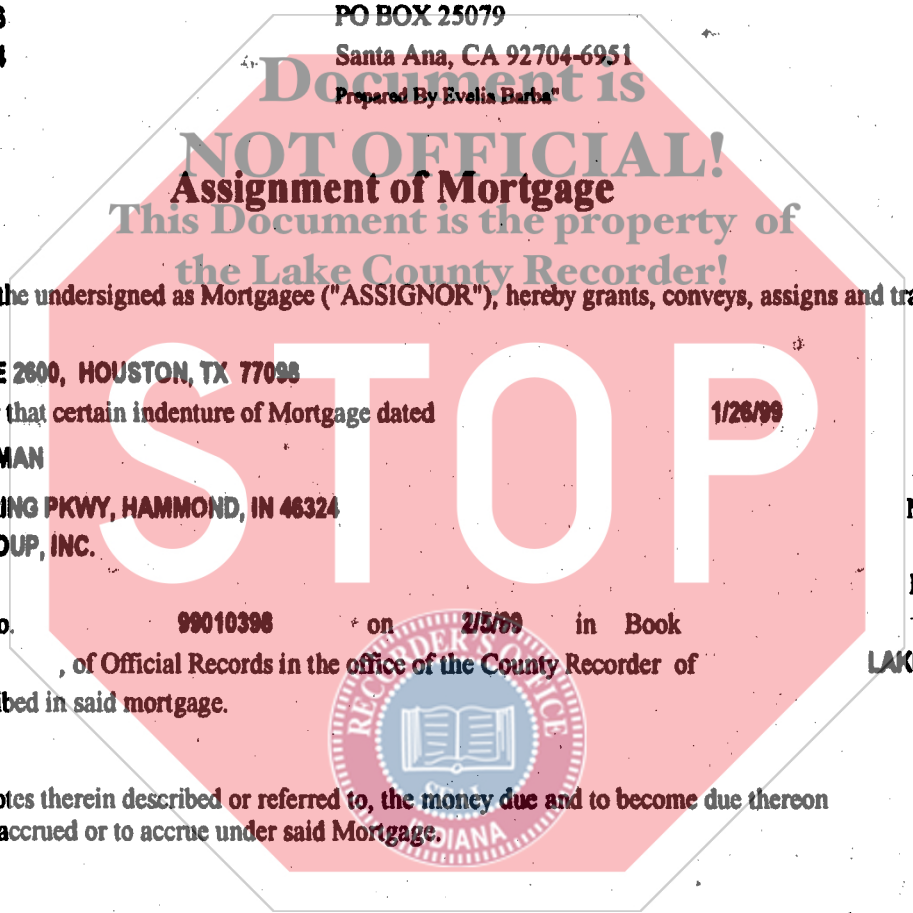 PO BOX 25079
Santa Ana, CA 92704-6951
Document is
Prepared By Evelia Barba"
NOT OFFICIAL!
Assignment of Mortgage
This Document is the property of
the Lake County Recorder!
the undersigned as Mortgagee ("ASSIGNOR"), hereby grants, conveys, assigns and tra
E 2600, HOUSTON, TX 77098
that certain indenture of Mortgage dated 1/26/99
MAN
ING PKWY, HAMMOND, IN 46324
OUP, INC.
STOP
o. 99010398 on 2/5/99 in Book
, of Official Records in the office of the County Recorder of LAK
bed in said mortgage.
RECORDER'S OFFICE
SEAL
INDIANA
otes therein described or referred to, the money due and to become due thereon
accrued or to accrue under said Mortgage.